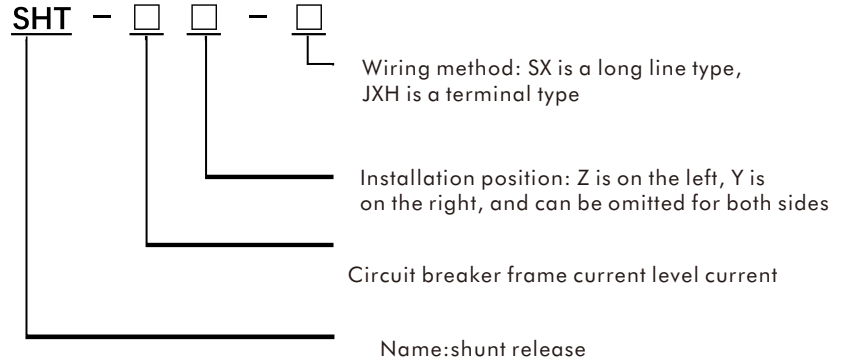 SHT - □ □ - □
Wiring method: SX is a long line type,
JXH is a terminal type
Installation position: Z is on the left, Y is
on the right, and can be omitted for both sides
Circuit breaker frame current level current
Name:shunt release